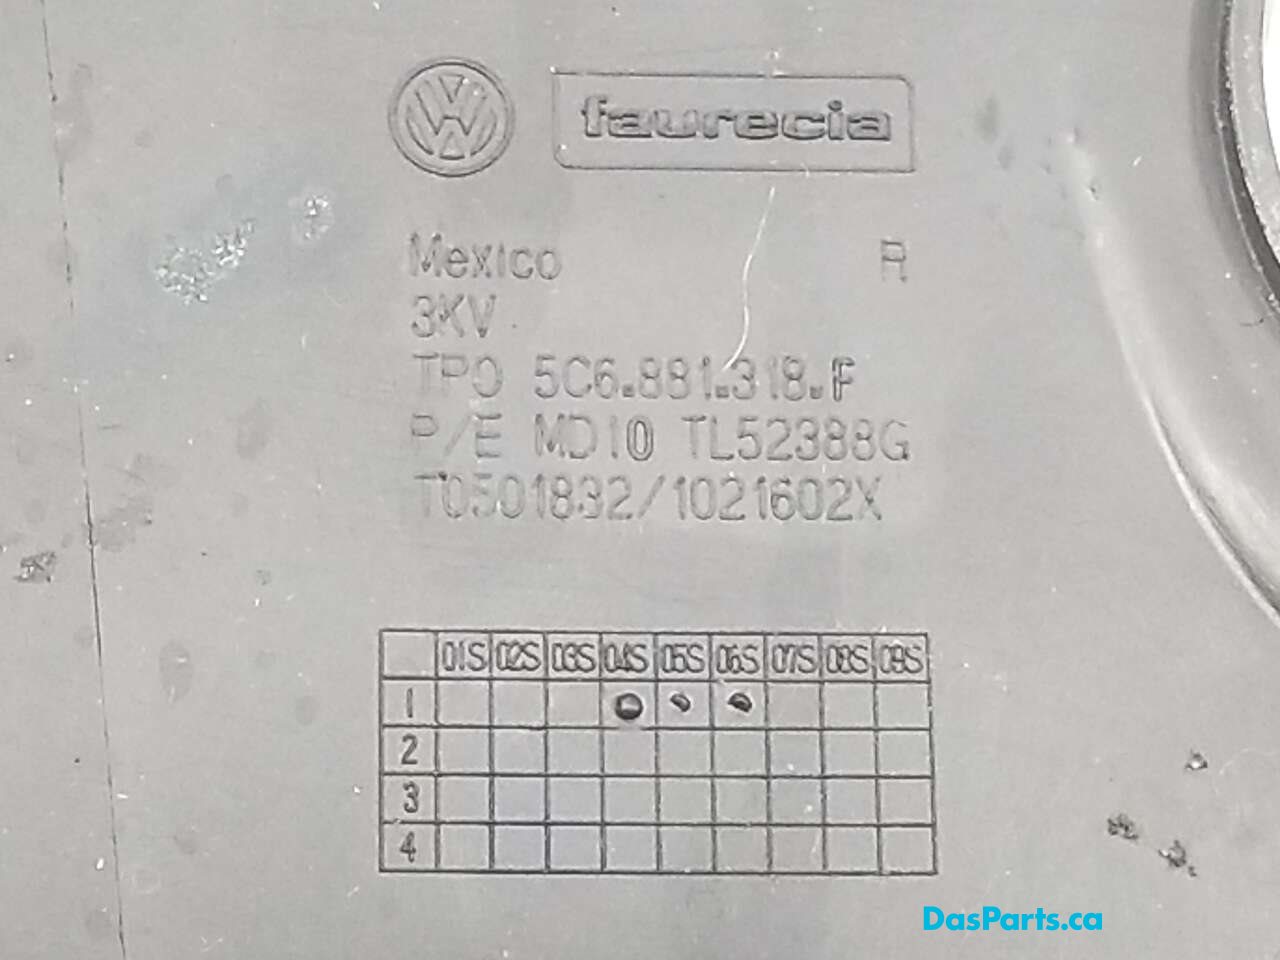 VW
faurecia
Mexico R
3KV
TPO 5C6.881.318.F
P/E MD10 TL52388G
T0501832/1021602X
01S 02S 03S 04S 05S 06S 07S 08S 09S
1
2
3
4
DasParts.ca